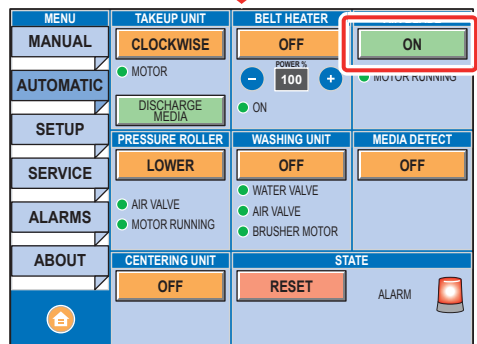 MENU
MANUAL
AUTOMATIC
SETUP
SERVICE
ALARMS
ABOUT
TAKEUP UNIT
CLOCKWISE
MOTOR
DISCHARGE
MEDIA
BELT HEATER
OFF
POWER %
- 100 +
ON
ON
MOTOR RUNNING
PRESSURE ROLLER
LOWER
AIR VALVE
MOTOR RUNNING
WASHING UNIT
OFF
WATER VALVE
AIR VALVE
BRUSHER MOTOR
MEDIA DETECT
OFF
CENTERING UNIT
OFF
STATE
RESET
ALARM